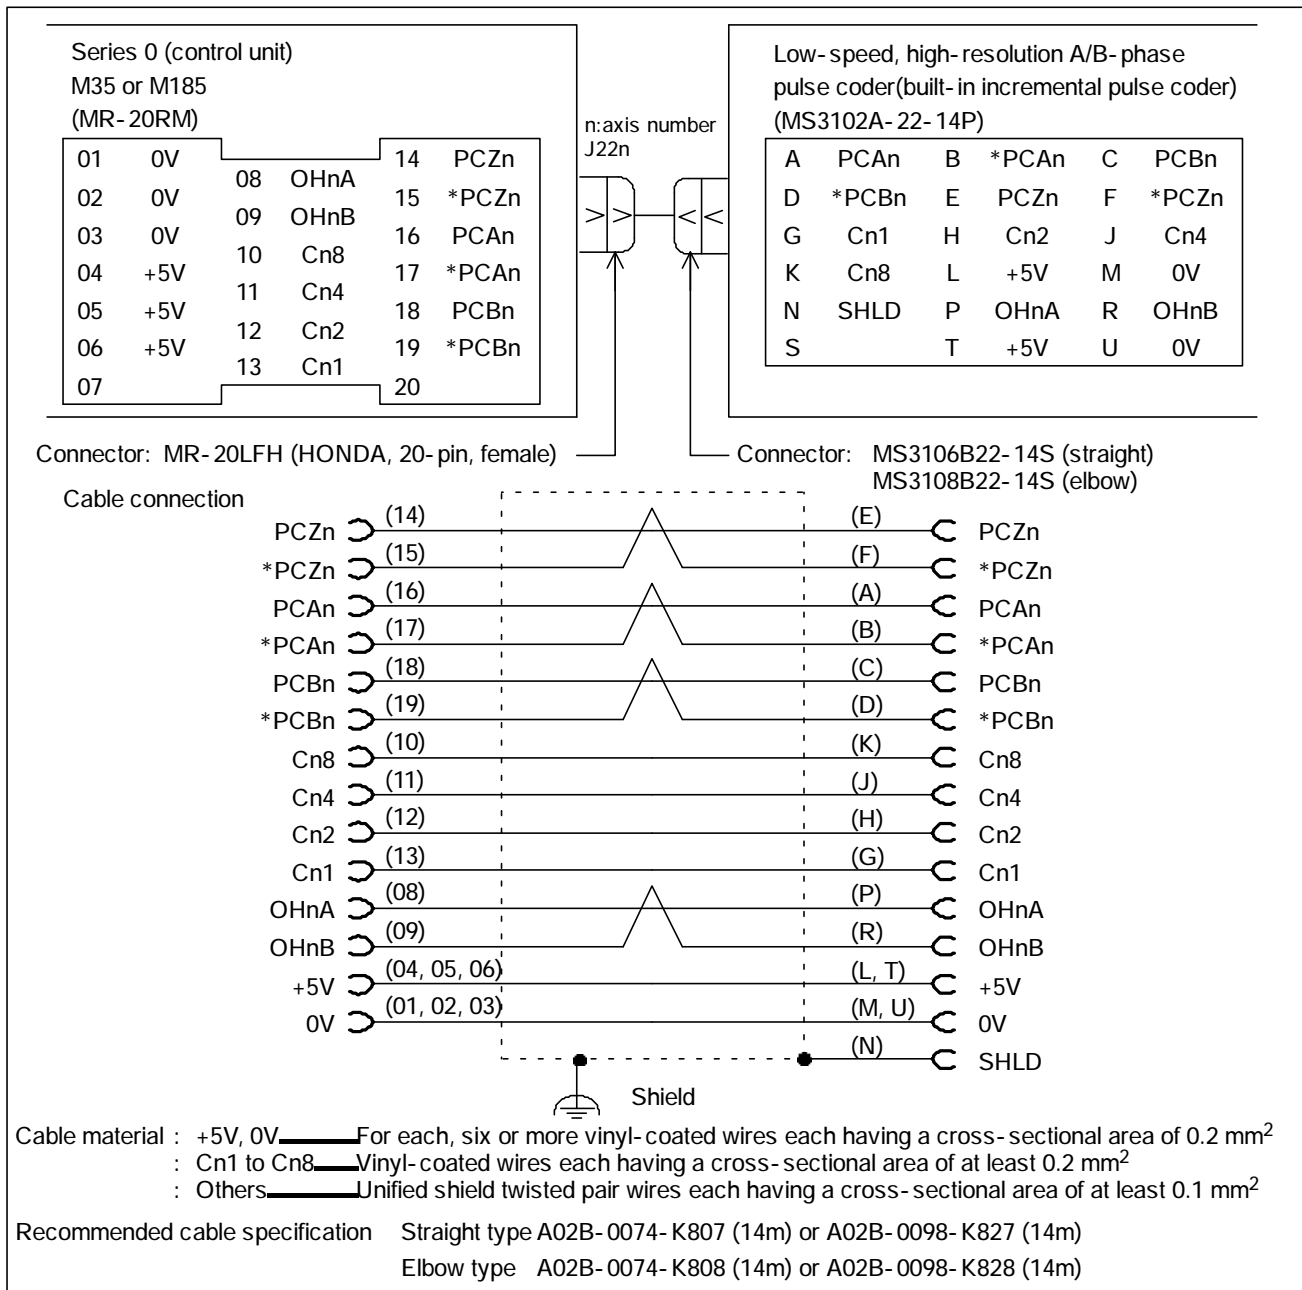 Series 0 (control unit)
M35 or M185
(MR-20RM)
01 0V 14 PCZn
08 OHnA
02 0V 15 *PCZn
09 OHnB
03 0V 16 PCAn
10 Cn8
04 +5V 17 *PCAn
11 Cn4
05 +5V 18 PCBn
12 Cn2
06 +5V 19 *PCBn
13 Cn1
07 20
n:axis number
J22n
Low-speed, high-resolution A/B-phase
pulse coder(built-in incremental pulse coder)
(MS3102A-22-14P)
A PCAn B *PCAn C PCBn
D *PCBn E PCZn F *PCZn
G Cn1 H Cn2 J Cn4
K Cn8 L +5V M 0V
N SHLD P OHnA R OHnB
S T +5V U 0V
Connector: MR-20LFH (HONDA, 20-pin, female)
Connector: MS3106B22-14S (straight)
MS3108B22-14S (elbow)
Cable connection
PCZn (14) (E) PCZn
*PCZn (15) (F) *PCZn
PCAn (16) (A) PCAn
*PCAn (17) (B) *PCAn
PCBn (18) (C) PCBn
*PCBn (19) (D) *PCBn
Cn8 (10) (K) Cn8
Cn4 (11) (J) Cn4
Cn2 (12) (H) Cn2
Cn1 (13) (G) Cn1
OHnA (08) (P) OHnA
OHnB (09) (R) OHnB
+5V (04, 05, 06) (L, T) +5V
0V (01, 02, 03) (M, U) 0V
(N) SHLD
Shield
Cable material : +5V, 0V For each, six or more vinyl-coated wires each having a cross-sectional area of 0.2 mm²
: Cn1 to Cn8 Vinyl-coated wires each having a cross-sectional area of at least 0.2 mm²
: Others Unified shield twisted pair wires each having a cross-sectional area of at least 0.1 mm²
Recommended cable specification Straight type A02B-0074-K807 (14m) or A02B-0098-K827 (14m)
Elbow type A02B-0074-K808 (14m) or A02B-0098-K828 (14m)